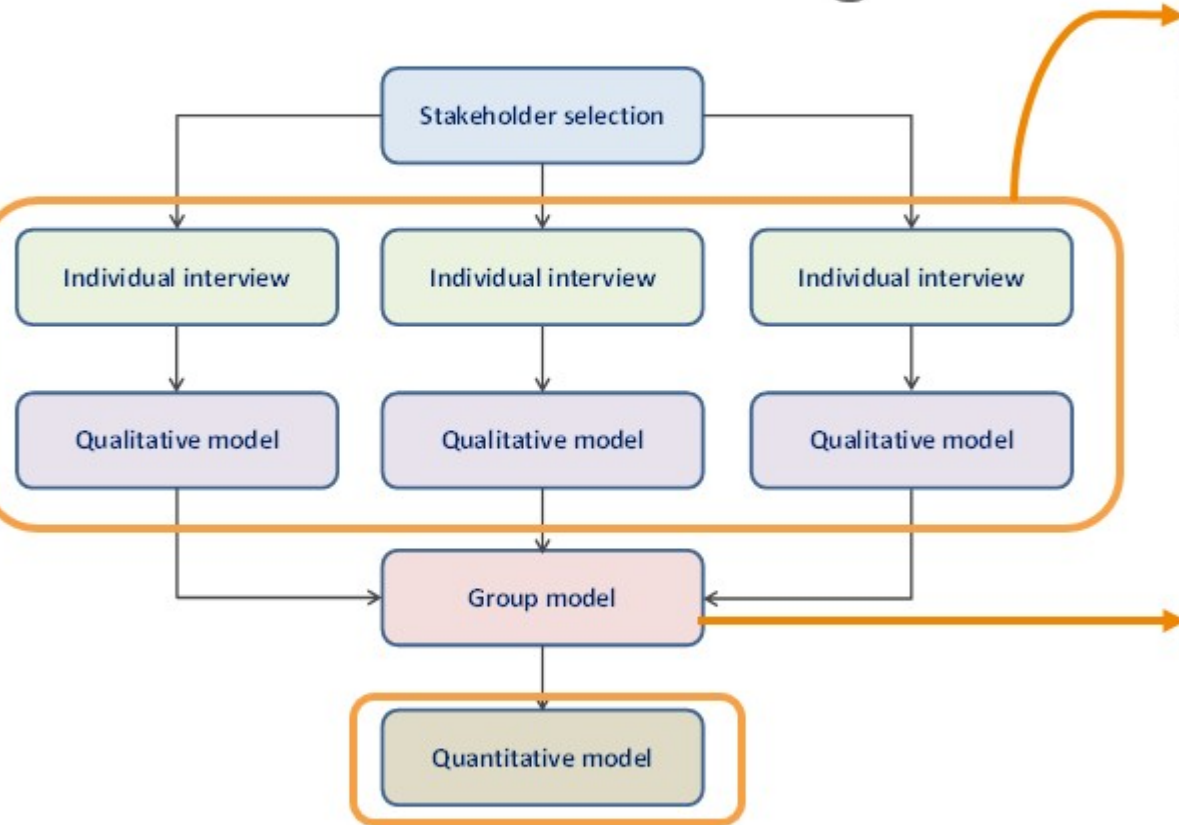 Stakeholder selection
Individual interview
Individual interview
Individual interview
Qualitative model
Qualitative model
Qualitative model
Group model
Quantitative model